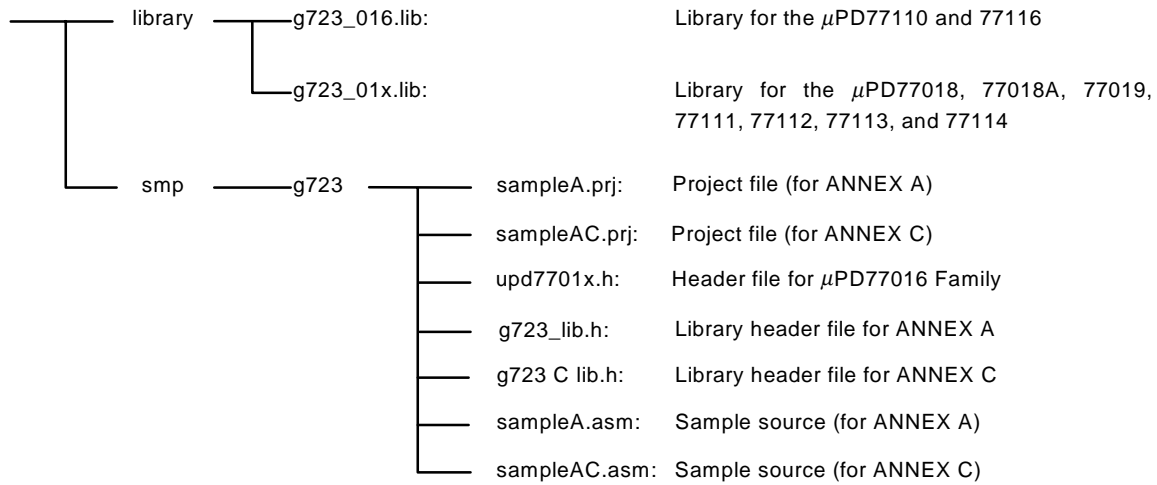 library g723_016.lib: Library for the µPD77110 and 77116
g723_01x.lib: Library for the µPD77018, 77018A, 77019,
77111, 77112, 77113, and 77114
smp g723 sampleA.prj: Project file (for ANNEX A)
sampleAC.prj: Project file (for ANNEX C)
upd7701x.h: Header file for µPD77016 Family
g723_lib.h: Library header file for ANNEX A
g723 C lib.h: Library header file for ANNEX C
sampleA.asm: Sample source (for ANNEX A)
sampleAC.asm: Sample source (for ANNEX C)